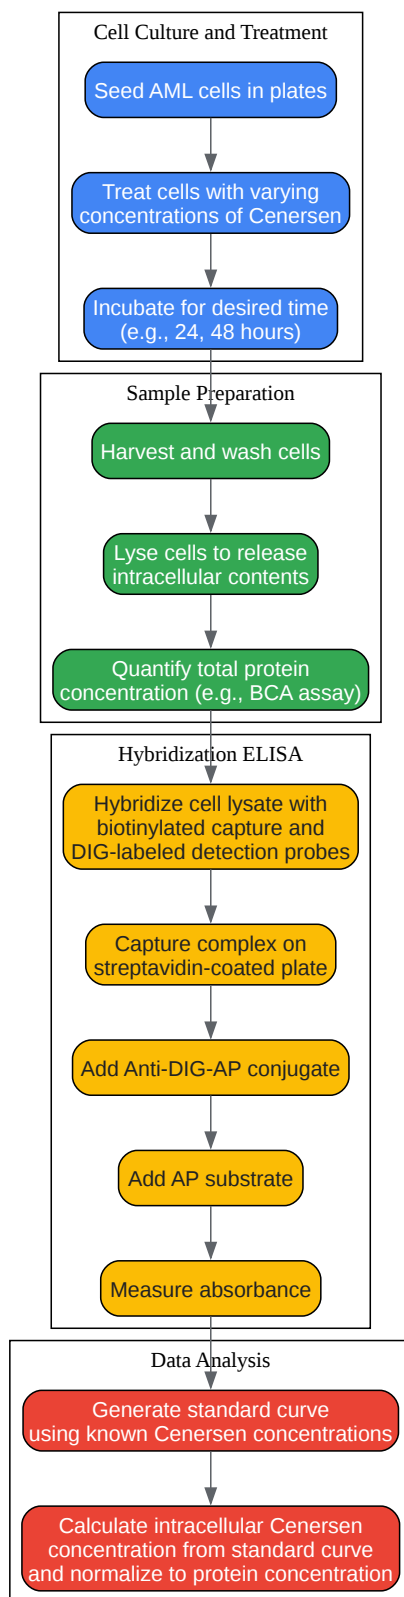 Cell Culture and Treatment
Seed AML cells in plates
Treat cells with varying
concentrations of Cenersen
Incubate for desired time
(e.g., 24, 48 hours)
Sample Preparation
Harvest and wash cells
Lyse cells to release
intracellular contents
Quantify total protein
concentration (e.g., BCA assay)
Hybridization ELISA
Hybridize cell lysate with
biotinylated capture and
DIG-labeled detection probes
Capture complex on
streptavidin-coated plate
Add Anti-DIG-AP conjugate
Add AP substrate
Measure absorbance
Data Analysis
Generate standard curve
using known Cenersen concentrations
Calculate intracellular Cenersen
concentration from standard curve
and normalize to protein concentration